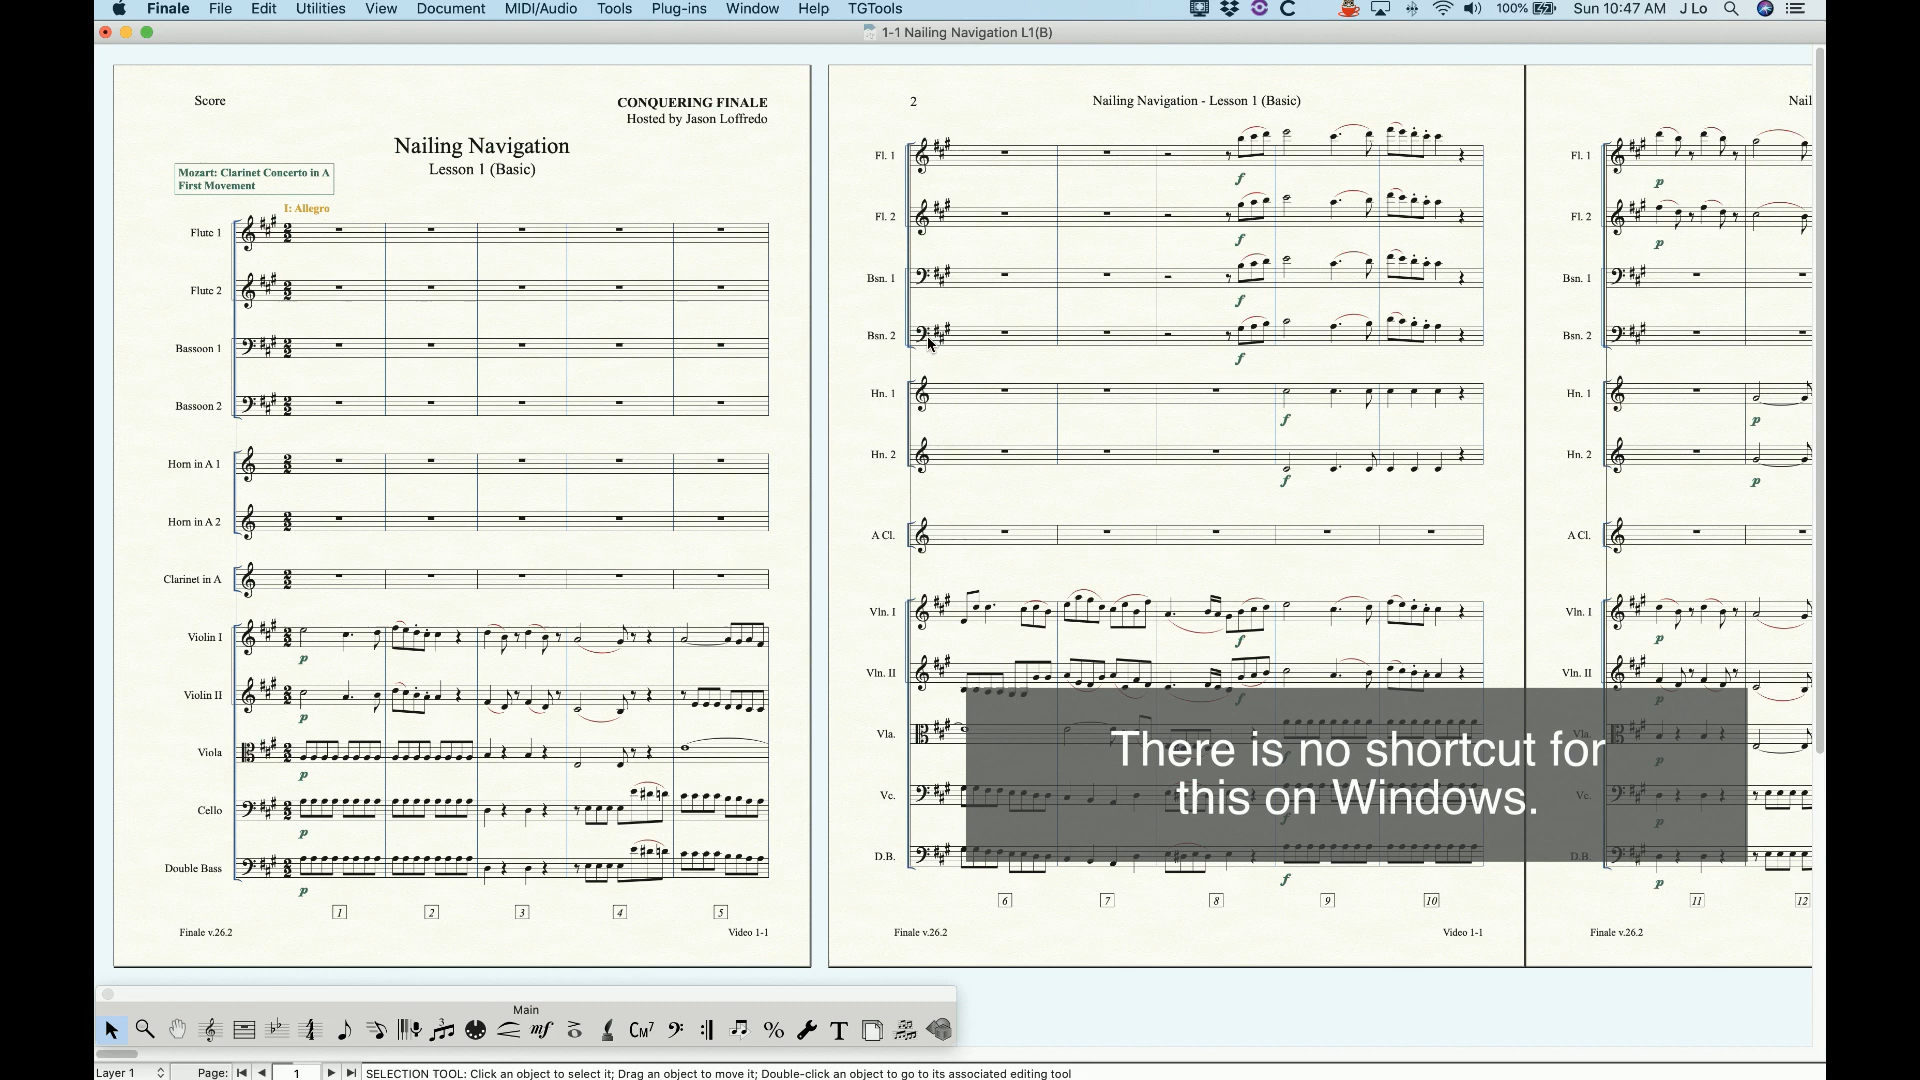 Finale File Edit Utilities View Document MIDI/Audio Tools Plug-ins Window Help TGTools 100% Sun 10:47 AM J Lo
1-1 Nailing Navigation L1(B)
Score
CONQUERING FINALE
Hosted by Jason Loffredo
Nailing Navigation
Lesson 1 (Basic)
Mozart: Clarinet Concerto in A
First Movement
I: Allegro
Flute 1
Flute 2
Bassoon 1
Bassoon 2
Horn in A 1
Horn in A 2
Clarinet in A
Violin I
p
Violin II
p
Viola
p
Cello
p
Double Bass
p
1 2 3 4 5
Finale v.26.2 Video 1-1
2 Nailing Navigation - Lesson 1 (Basic)
Fl. 1
f
Fl. 2
f
Bsn. 1
f
Bsn. 2
f
Hn. 1
f
Hn. 2
f
A Cl.
Vln. I
f
Vln. II
f
Vla.
Vc.
D.B.
f
6 7 8 9 10
Finale v.26.2 Video 1-1
Nail
Fl. 1
p
Fl. 2
p
Bsn. 1
Bsn. 2
Hn. 1
p
Hn. 2
p
A Cl.
Vln. I
p
Vln. II
p
Vla.
p
Vc.
p
D.B.
p
11 12
Finale v.26.2
There is no shortcut for
this on Windows.
Main
mf CM7 % T
Layer 1 Page: 1 SELECTION TOOL: Click an object to select it; Drag an object to move it; Double-click an object to go to its associated editing tool